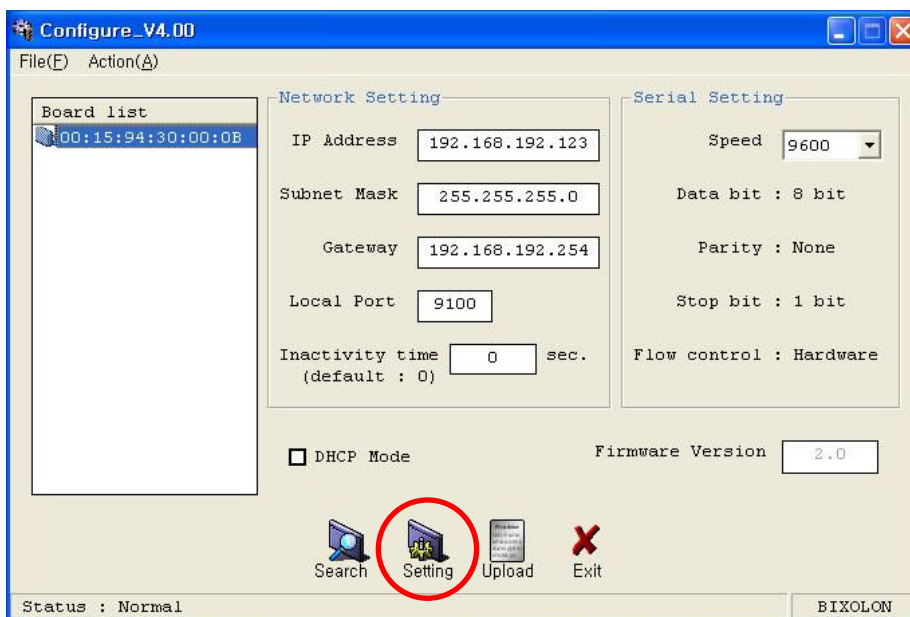 Configure_V4.00
File(F) Action(A)
Board list
00:15:94:30:00:0B
Network Setting
IP Address 192.168.192.123
Subnet Mask 255.255.255.0
Gateway 192.168.192.254
Local Port 9100
Inactivity time 0 sec.
(default : 0)
Serial Setting
Speed 9600
Data bit : 8 bit
Parity : None
Stop bit : 1 bit
Flow control : Hardware
DHCP Mode
Firmware Version 2.0
Search Setting Upload Exit
Status : Normal BIXOLON